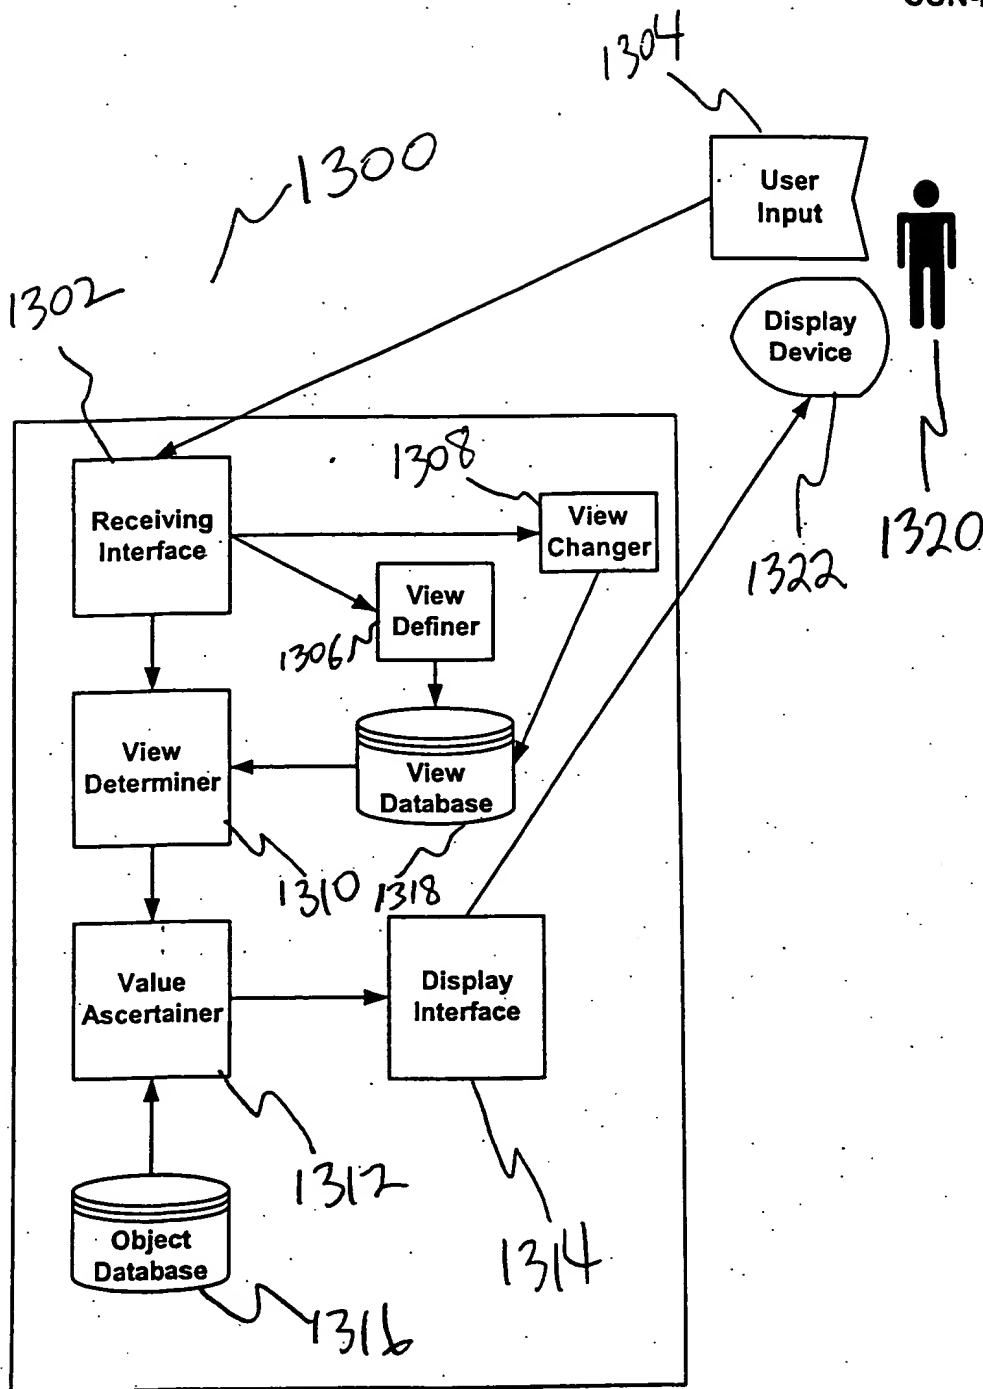 1304
1300
User
Input
1302
Display
Device
1308
Receiving
Interface
View
Changer
1322
1320
View
Definer
1306
View
Determiner
View
Database
1310
1318
Value
Ascertainer
Display
Interface
1312
Object
Database
1314
1316